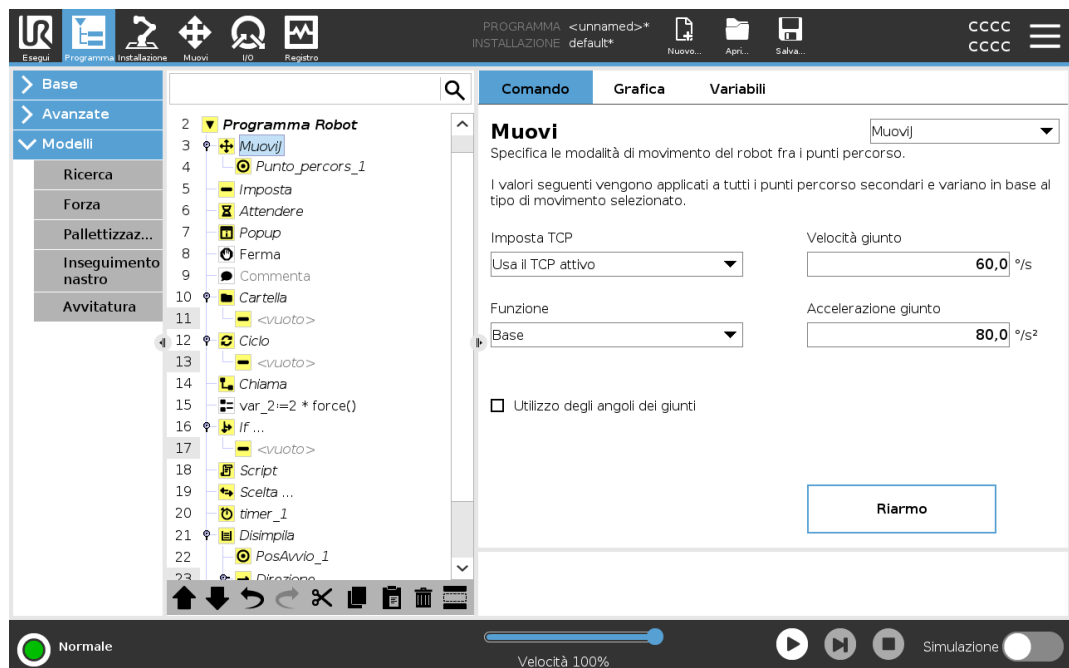 PROGRAMMA <unnamed>*
INSTALLAZIONE default*
Esegui Programma Installazione Muovi I/O Registro Nuovo... Apri... Salva...
CCCC
CCCC
Base
Avanzate
Modelli
Ricerca
Forza
Pallettizzaz...
Inseguimento
nastro
Avvitatura
2 Programma Robot
3 MuoviJ
4 Punto_percors_1
5 Imposta
6 Attendere
7 Popup
8 Ferma
9 Commenta
10 Cartella
11 <vuoto>
12 Ciclo
13 <vuoto>
14 Chiama
15 var_2:=2 * force()
16 If ...
17 <vuoto>
18 Script
19 Scelta ...
20 timer_1
21 Disimpila
22 PosAvvio_1
23 Direzione
Comando Grafica Variabili
Muovi MuoviJ
Specifica le modalità di movimento del robot fra i punti percorso.
I valori seguenti vengono applicati a tutti i punti percorso secondari e variano in base al
tipo di movimento selezionato.
Imposta TCP Velocità giunto
Usa il TCP attivo 60,0 °/s
Funzione Accelerazione giunto
Base 80,0 °/s²
Utilizzo degli angoli dei giunti
Riarmo
Normale
Velocità 100%
Simulazione